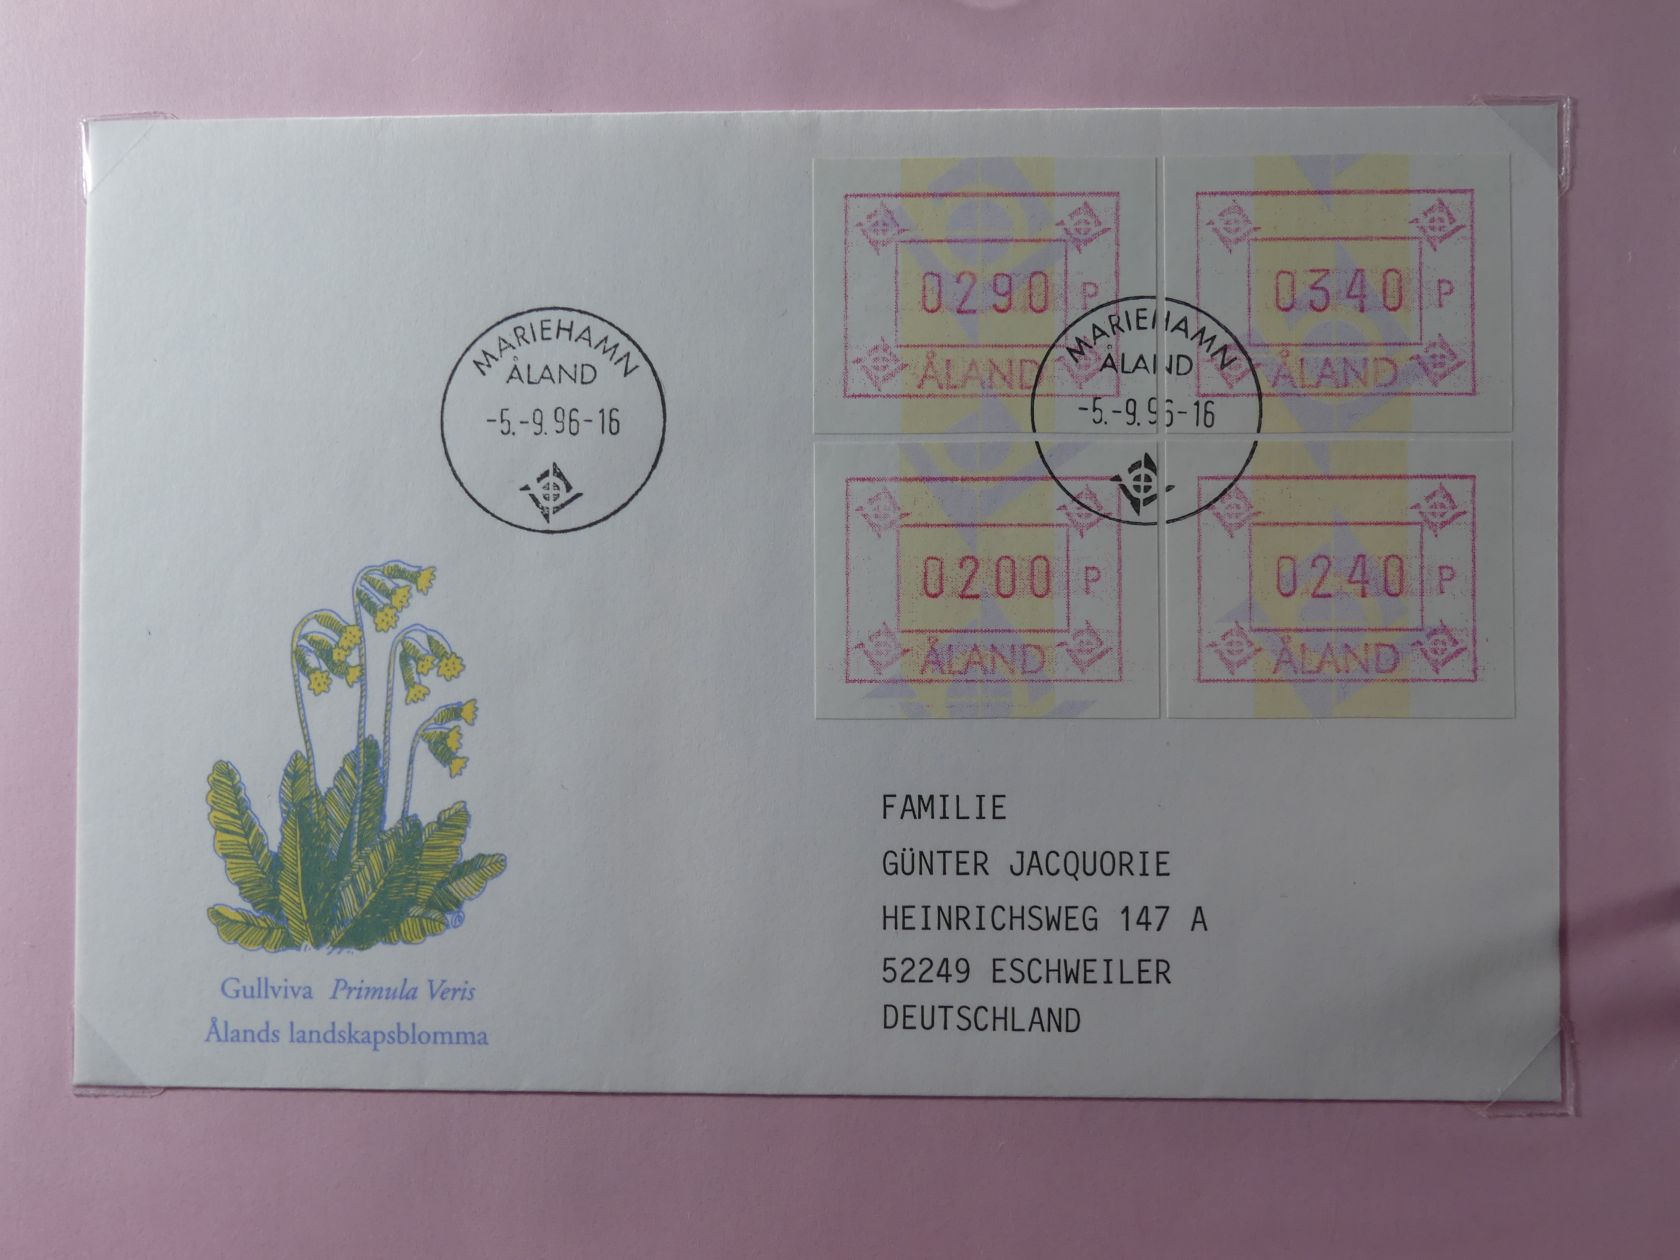 0290 P
ÅLAND
0340 P
ÅLAND
MARIEHAMN
ÅLAND
-5.-9.96-16
MARIEHAMN
ÅLAND
-5.-9.96-16
0200 P
ÅLAND
0240 P
ÅLAND
FAMILIE
GÜNTER JACQUORIE
HEINRICHSWEG 147 A
52249 ESCHWEILER
DEUTSCHLAND
Gullviva Primula Veris
Ålands landskapsblomma